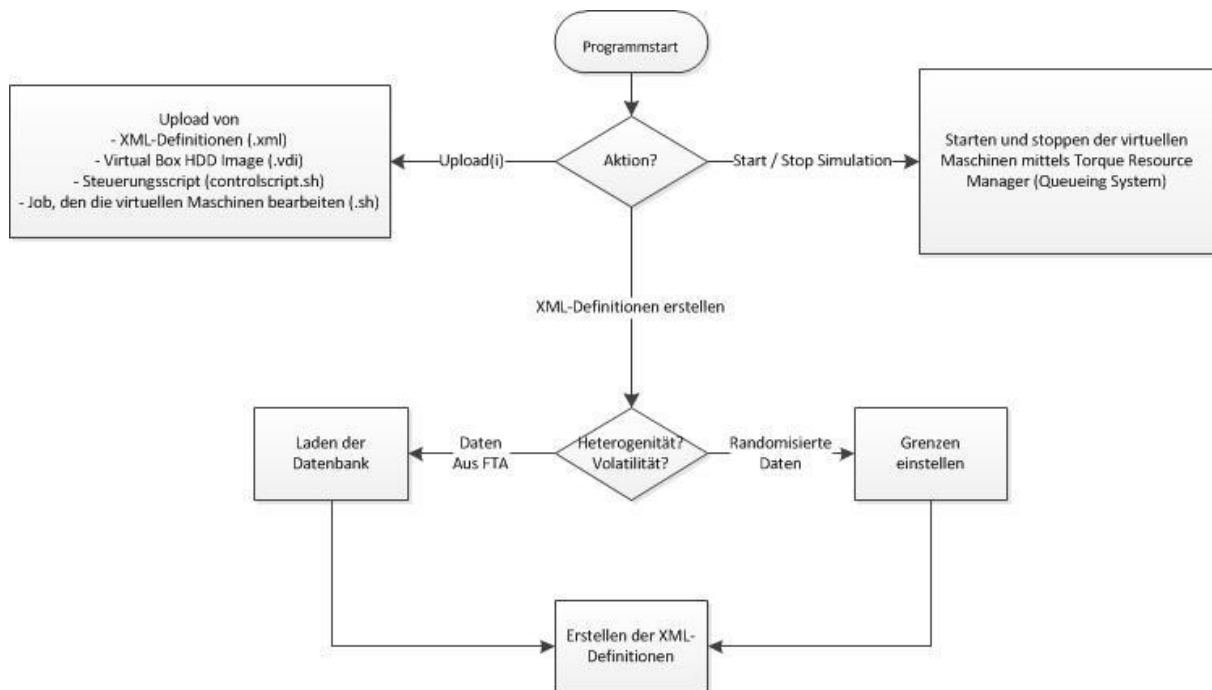 Programmstart
Upload von
- XML-Definitionen (.xml)
- Virtual Box HDD Image (.vdi)
- Steuerungsscript (controlscript.sh)
- Job, den die virtuellen Maschinen bearbeiten (.sh)
Upload(i)
Aktion?
Start / Stop Simulation
Starten und stoppen der virtuellen
Maschinen mittels Torque Resource
Manager (Queueing System)
XML-Definitionen erstellen
Laden der
Datenbank
Daten
Aus FTA
Heterogenität?
Volatilität?
Randomisierte
Daten
Grenzen
einstellen
Erstellen der XML-
Definitionen